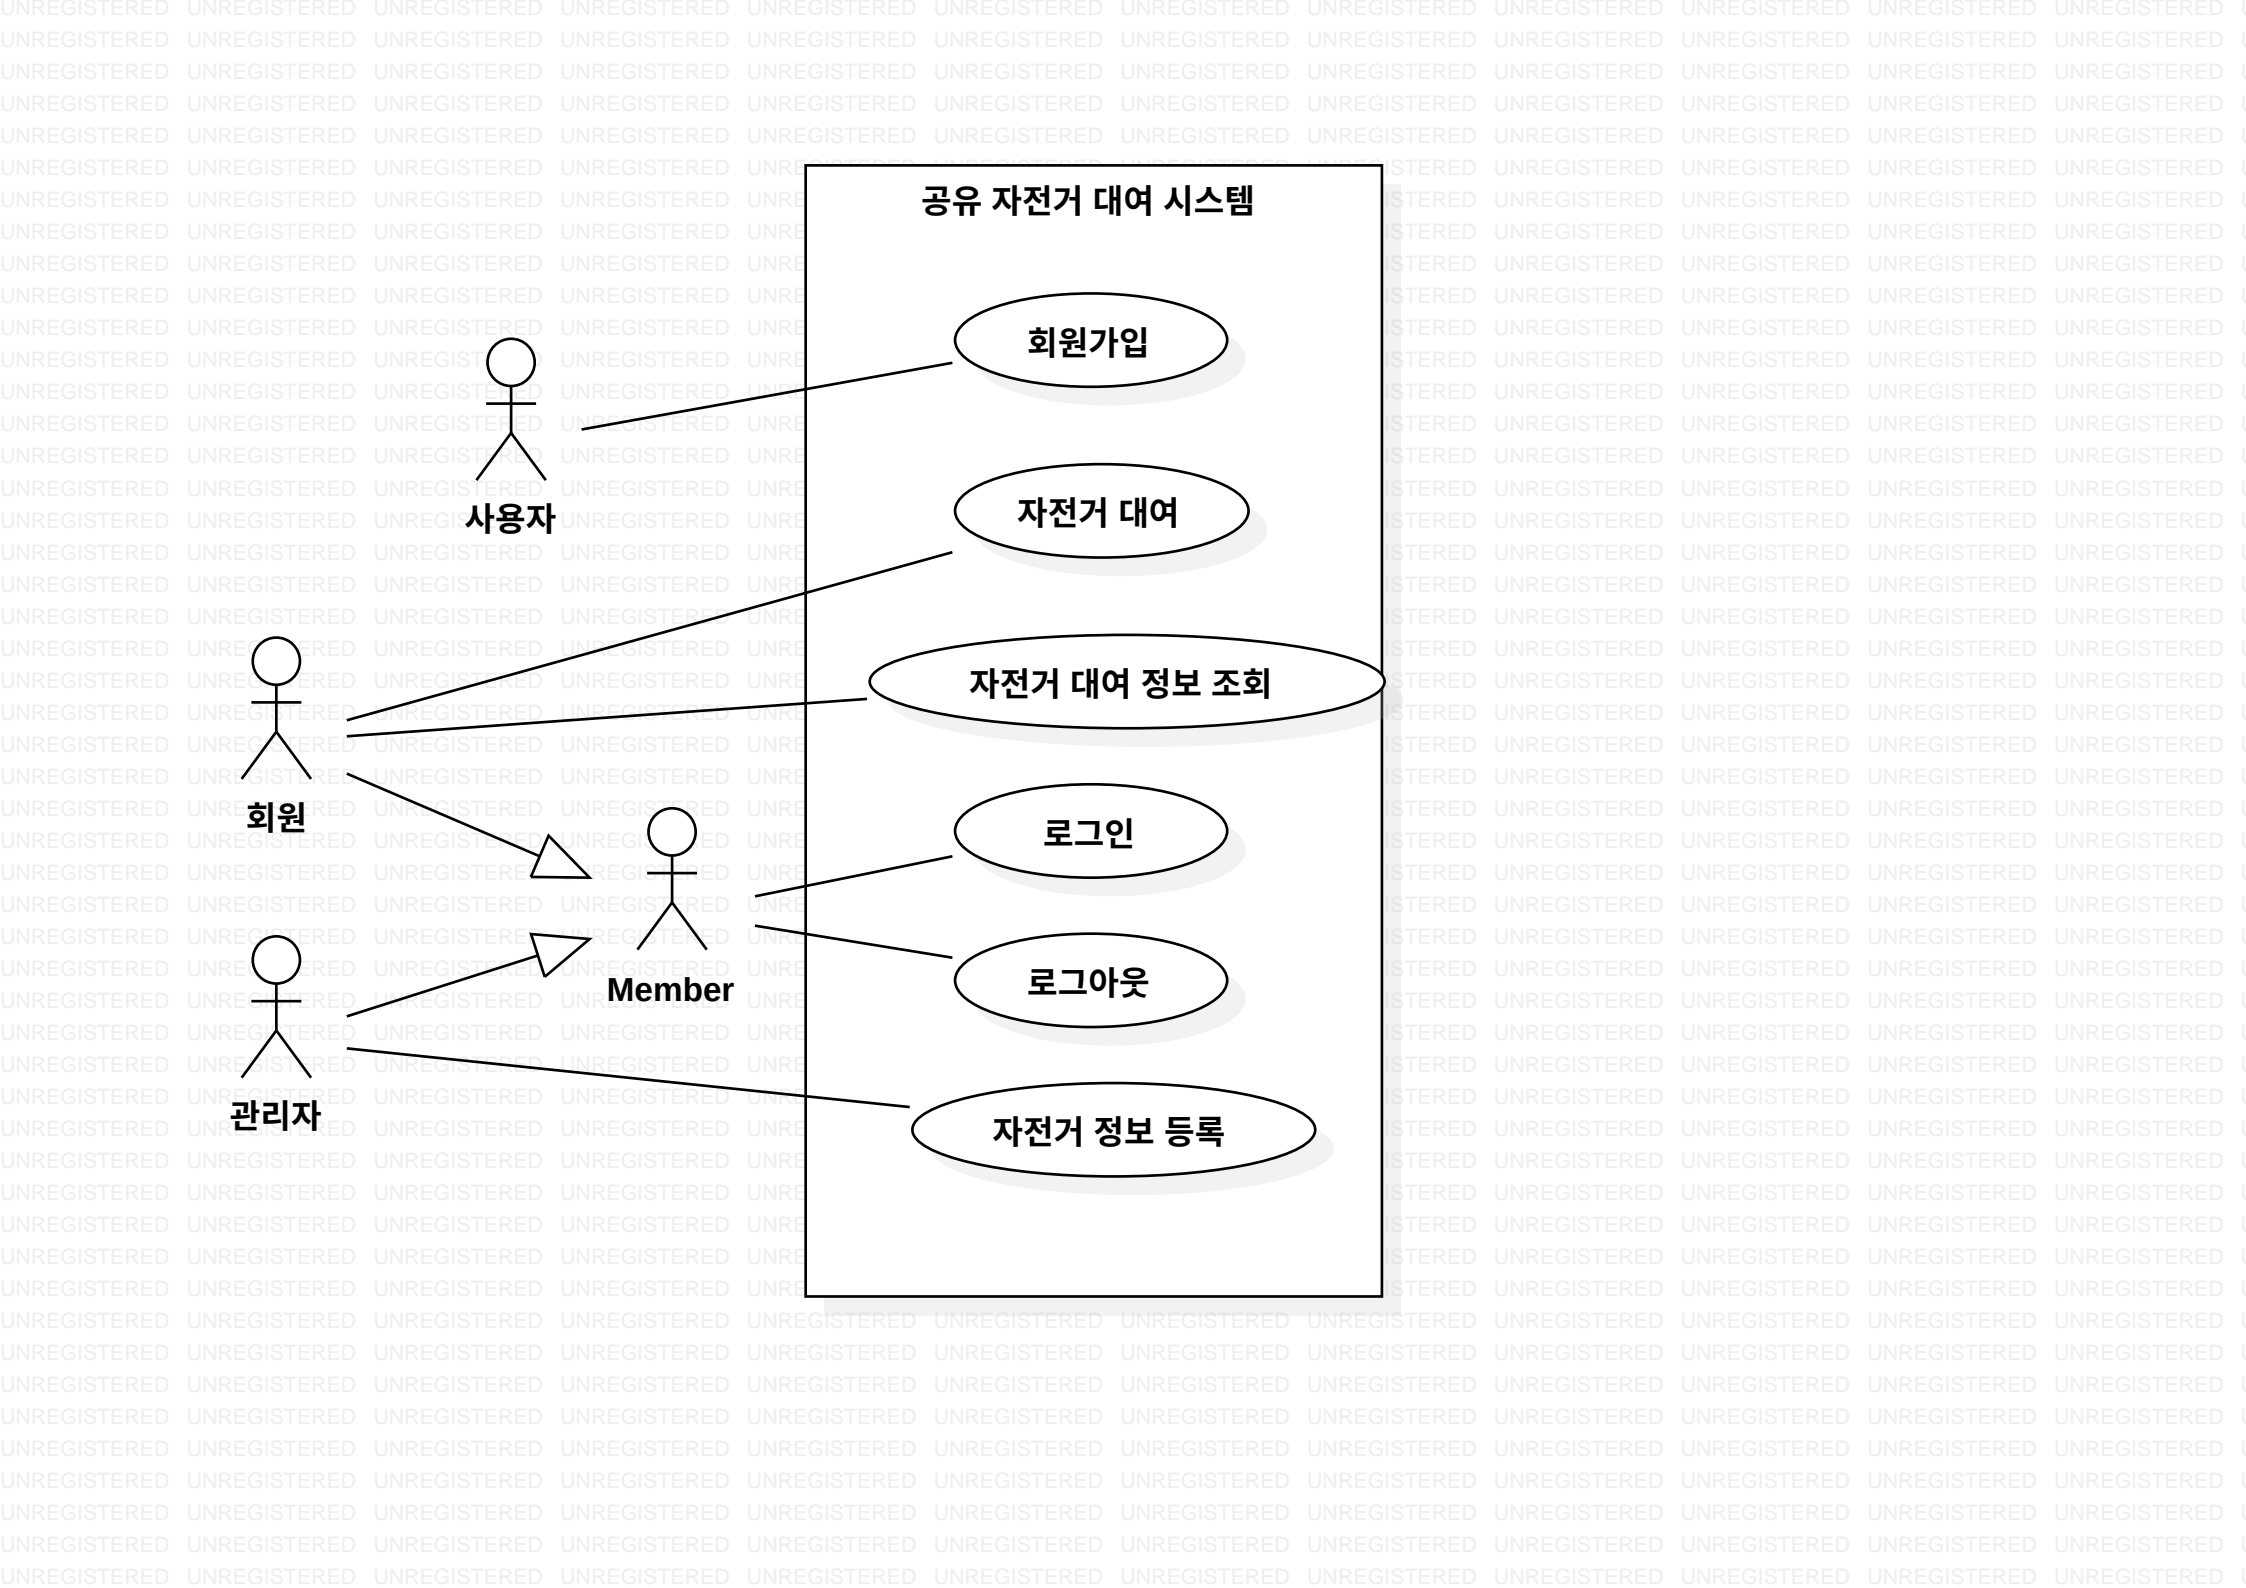 공유 자전거 대여 시스템
회원가입
사용자
자전거 대여
자전거 대여 정보 조회
회원
로그인
Member
로그아웃
관리자
자전거 정보 등록
UNREGISTERED